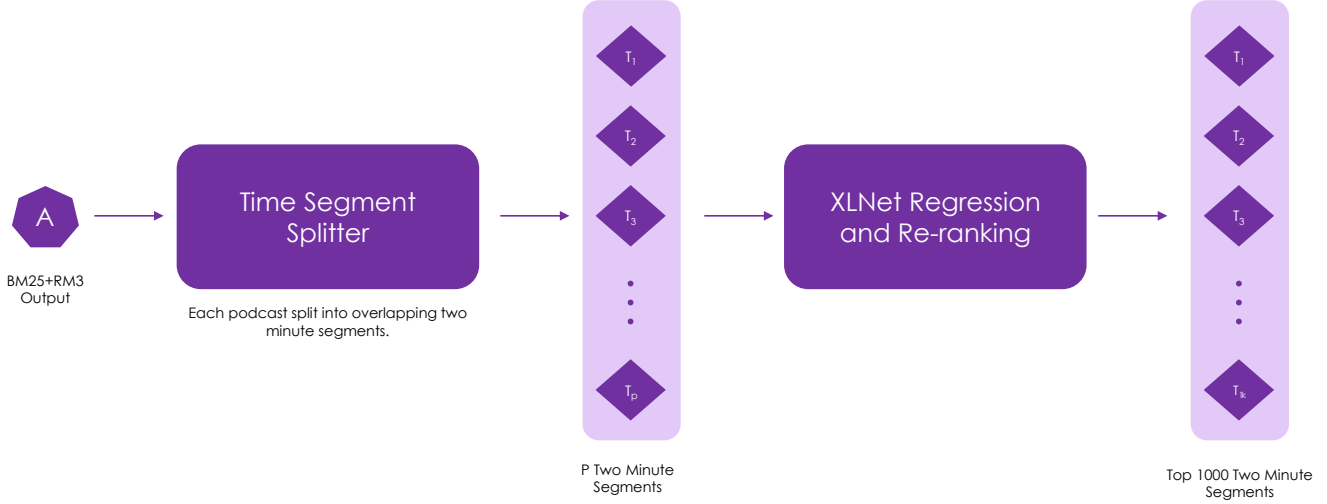 A
BM25+RM3
Output
Time Segment
Splitter
Each podcast split into overlapping two
minute segments.
T₁
T₂
T₃
Tₚ
P Two Minute
Segments
XLNet Regression
and Re-ranking
T₁
T₂
T₃
T₁ₖ
Top 1000 Two Minute
Segments